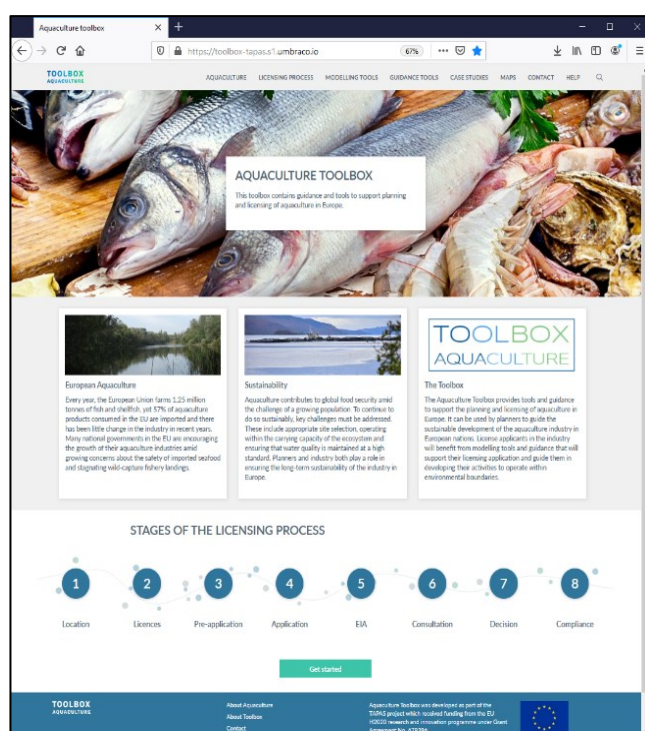 Aquaculture toolbox
https://toolbox-tapas.s1.umbraco.io
67%
TOOLBOX
AQUACULTURE
AQUACULTURE LICENSING PROCESS MODELLING TOOLS GUIDANCE TOOLS CASE STUDIES MAPS CONTACT HELP
AQUACULTURE TOOLBOX
This toolbox contains guidance and tools to support planning
and licensing of aquaculture in Europe.
European Aquaculture
Every year, the European Union farms 1.25 million
tonnes of fish and shellfish, yet 57% of aquaculture
products consumed in the EU are imported and there
has been little change in the industry in recent years.
Many national governments in the EU are encouraging
the growth of their aquaculture industries amid
growing concerns about the safety of imported seafood
and stagnating wild-capture fishery landings.
Sustainability
Aquaculture contributes to global food security amid
the challenge of a growing population. To continue to
do so sustainably, key challenges must be addressed.
These include appropriate site selection, operating
within the carrying capacity of the ecosystem and
ensuring that water quality is maintained at a high
standard. Planners and industry both play a role in
ensuring the long-term sustainability of the industry in
Europe.
TOOLBOX
AQUACULTURE
The Toolbox
The Aquaculture Toolbox provides tools and guidance
to support the planning and licensing of aquaculture in
Europe. It can be used by planners to guide the
sustainable development of the aquaculture industry in
European nations. License applicants in the industry
will benefit from modelling tools and guidance that will
support their licensing application and guide them in
developing their activities to operate within
environmental boundaries.
STAGES OF THE LICENSING PROCESS
1 2 3 4 5 6 7 8
Location Licences Pre-application Application EIA Consultation Decision Compliance
Get started
TOOLBOX
AQUACULTURE
About Aquaculture
About Toolbox
Contact
Aquaculture Toolbox was developed as part of the
TAPAS project which received funding from the EU
H2020 research and innovation programme under Grant
Agreement No. 678396